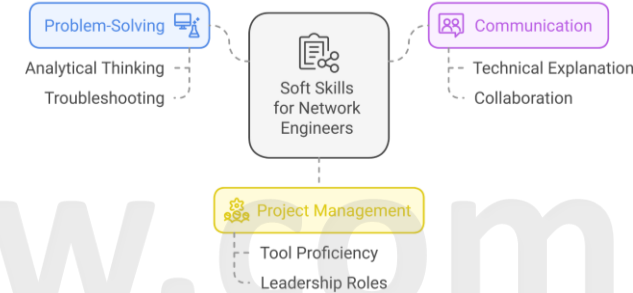 Problem-Solving
Analytical Thinking
Troubleshooting
Soft Skills
for Network
Engineers
Communication
Technical Explanation
Collaboration
Project Management
Tool Proficiency
Leadership Roles
w.com